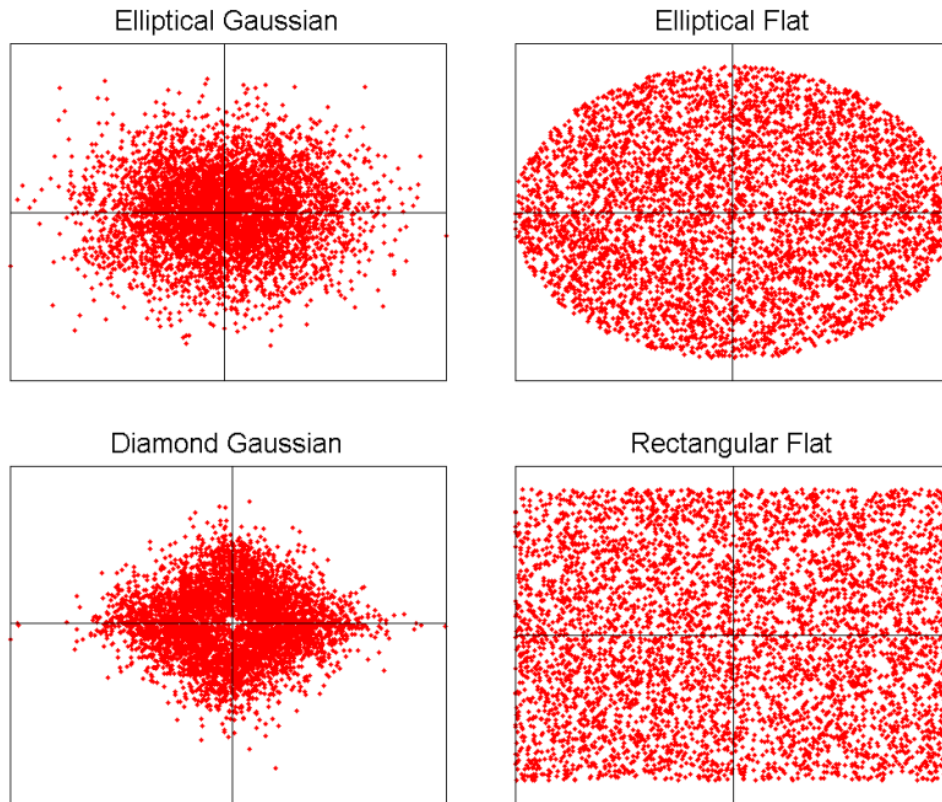 Elliptical Gaussian
Elliptical Flat
Diamond Gaussian
Rectangular Flat